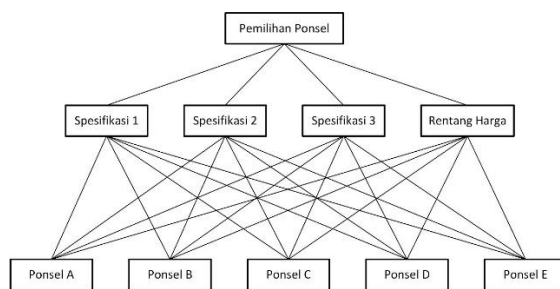 Pemilihan Ponsel
Spesifikasi 1
Spesifikasi 2
Spesifikasi 3
Rentang Harga
Ponsel A
Ponsel B
Ponsel C
Ponsel D
Ponsel E